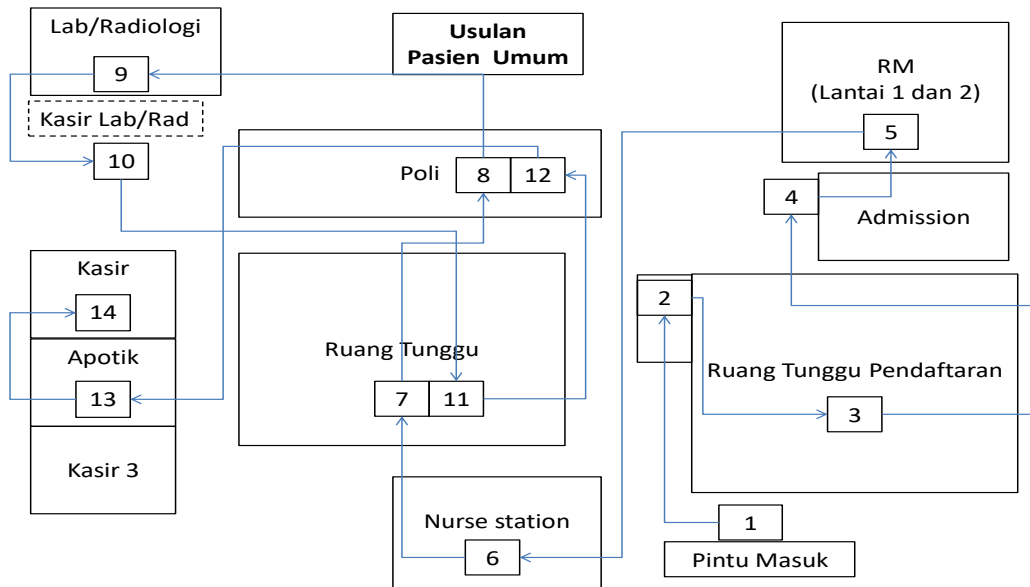 Lab/Radiologi
9
Kasir Lab/Rad
10
Usulan
Pasien Umum
RM
(Lantai 1 dan 2)
5
Poli
8
12
4
Admission
Kasir
14
Apotik
13
Kasir 3
Ruang Tunggu
7
11
2
Ruang Tunggu Pendaftaran
3
Nurse station
6
1
Pintu Masuk